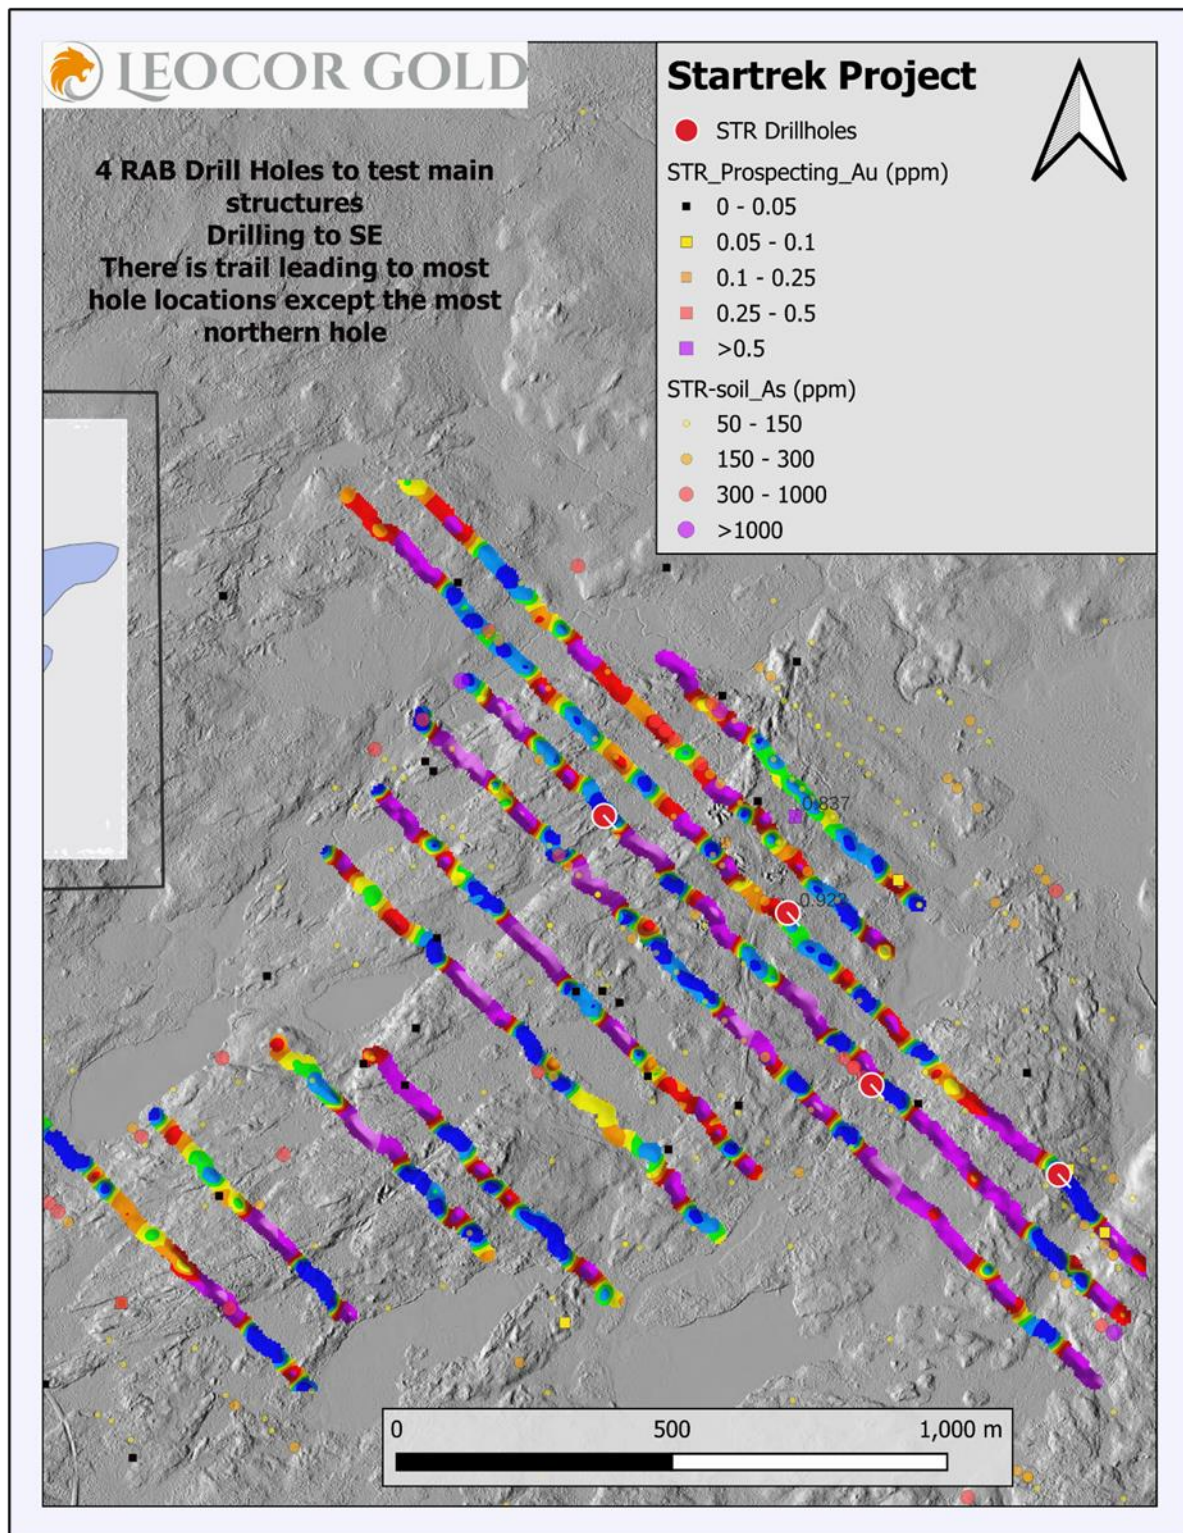 LEOCOR GOLD
4 RAB Drill Holes to test main
structures
Drilling to SE
There is trail leading to most
hole locations except the most
northern hole
Startrek Project
STR Drillholes
STR_Prospecting_Au (ppm)
0 - 0.05
0.05 - 0.1
0.1 - 0.25
0.25 - 0.5
>0.5
STR-soil_As (ppm)
50 - 150
150 - 300
300 - 1000
>1000
0.837
0 500 1,000 m